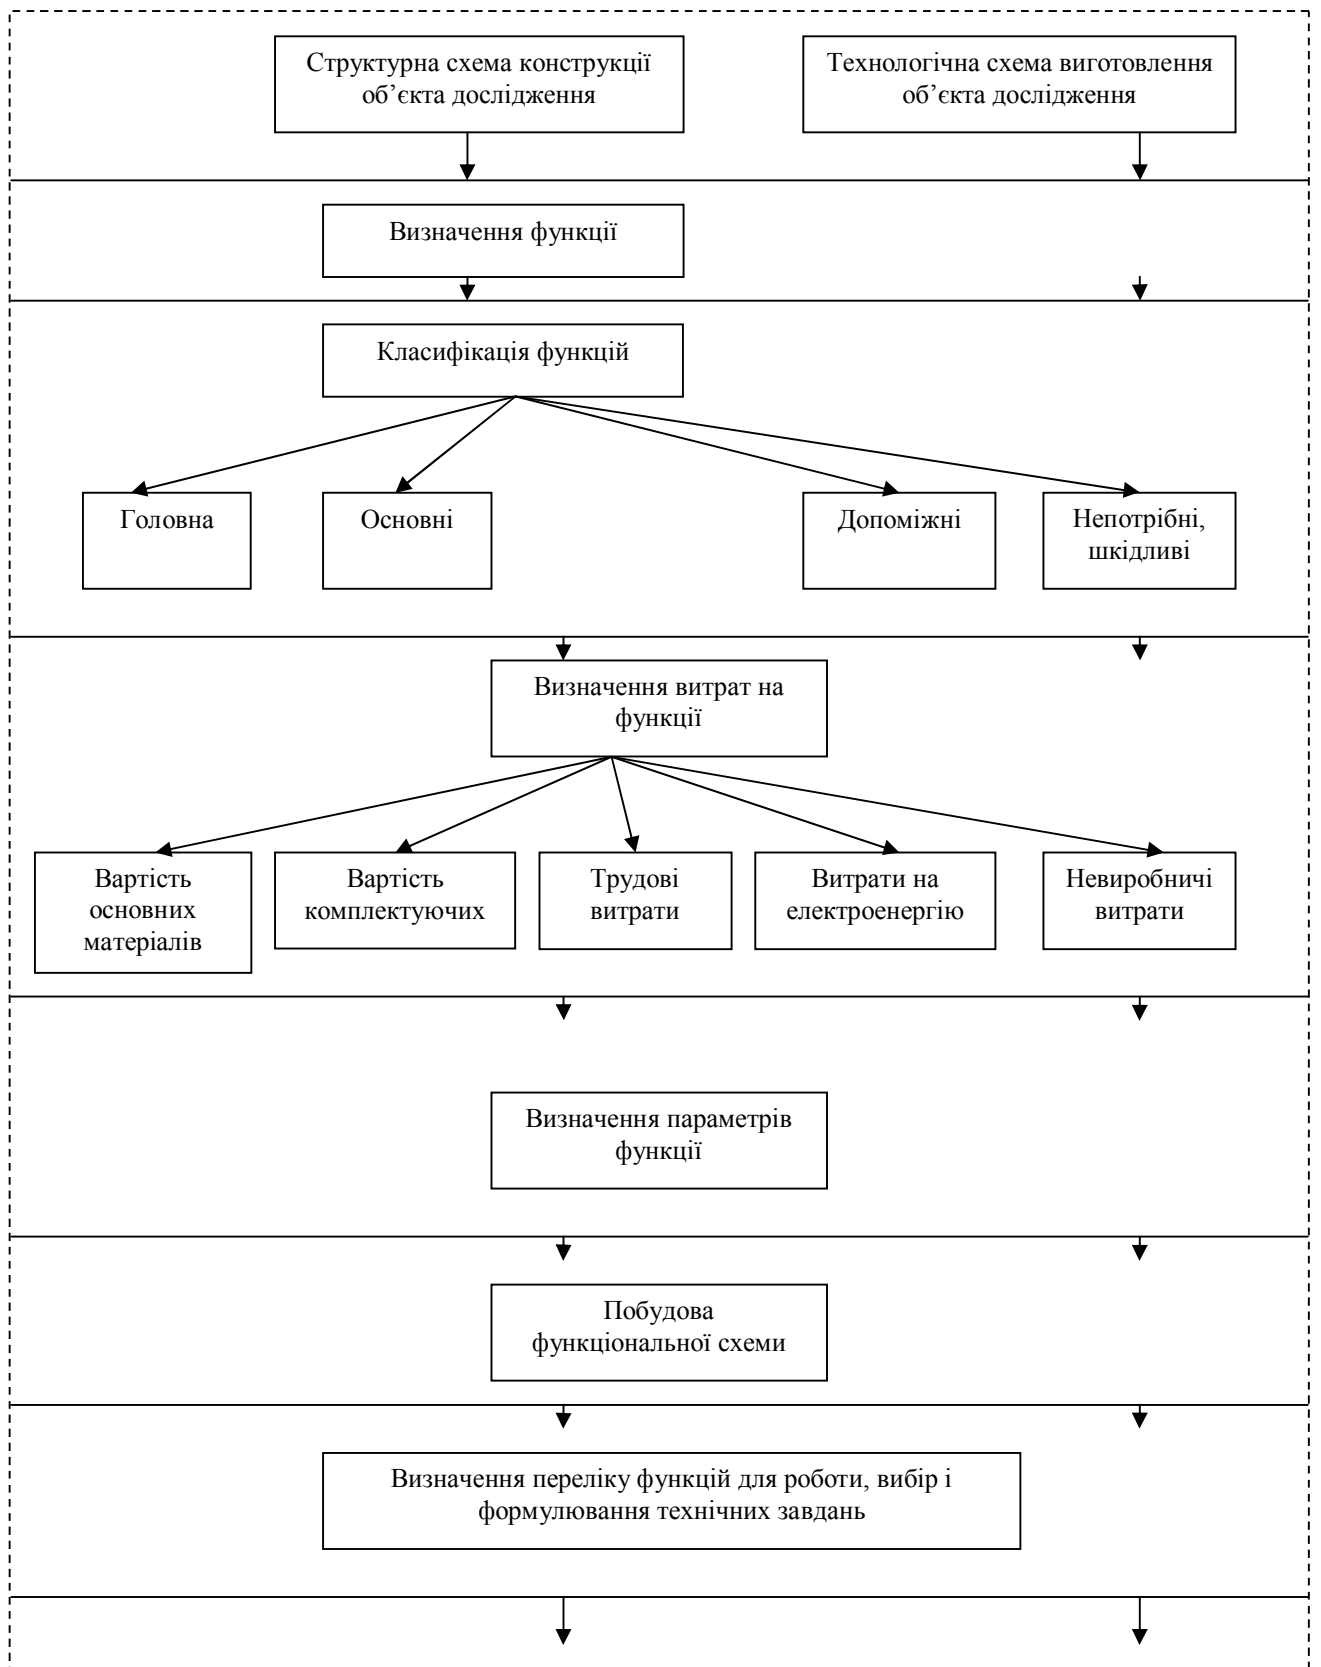 Структурна схема конструкції
об’єкта дослідження
Технологічна схема виготовлення
об’єкта дослідження
Визначення функції
Класифікація функцій
Головна
Основні
Допоміжні
Непотрібні,
шкідливі
Визначення витрат на
функції
Вартість
основних
матеріалів
Вартість
комплектуючих
Трудові
витрати
Витрати на
електроенергію
Невиробничі
витрати
Визначення параметрів
функції
Побудова
функціональної схеми
Визначення переліку функцій для роботи, вибір і
формулювання технічних завдань